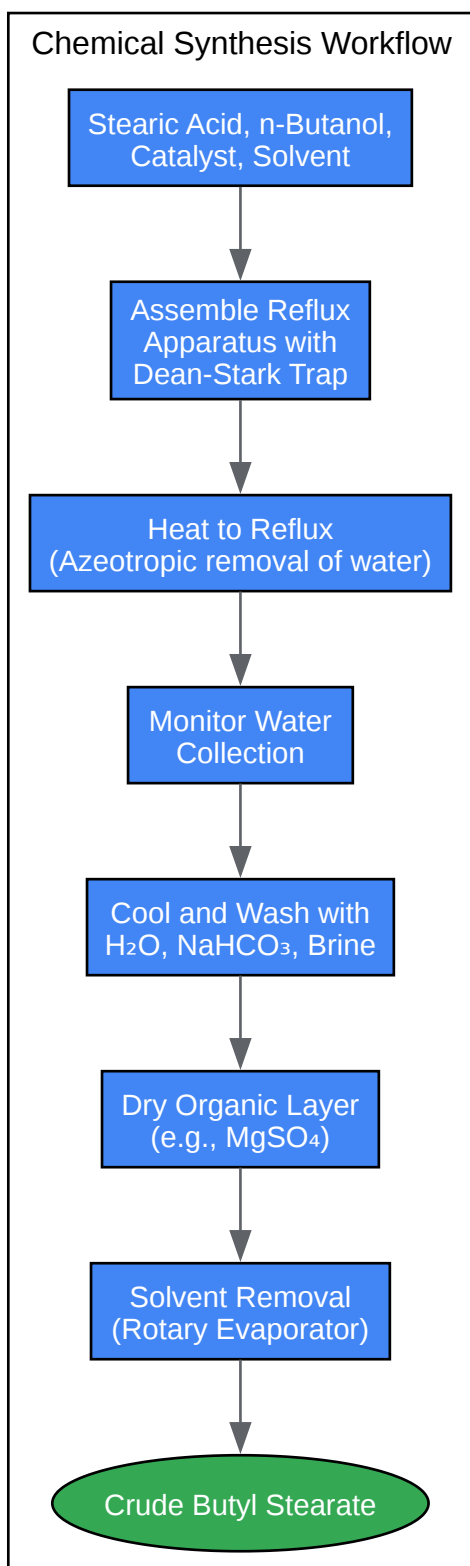 Chemical Synthesis Workflow
Stearic Acid, n-Butanol,
Catalyst, Solvent
Assemble Reflux
Apparatus with
Dean-Stark Trap
Heat to Reflux
(Azeotropic removal of water)
Monitor Water
Collection
Cool and Wash with
H₂O, NaHCO₃, Brine
Dry Organic Layer
(e.g., MgSO₄)
Solvent Removal
(Rotary Evaporator)
Crude Butyl Stearate